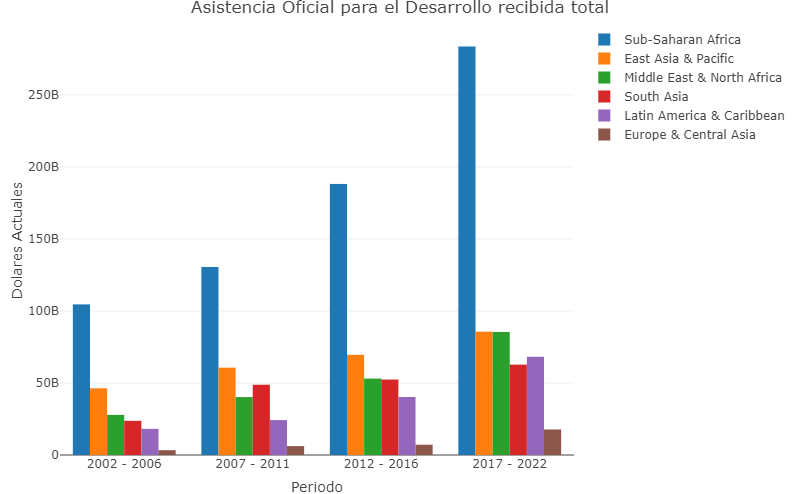 Asistencia Oficial para el Desarrollo recibida total
Sub-Saharan Africa
East Asia & Pacific
Middle East & North Africa
South Asia
Latin America & Caribbean
Europe & Central Asia
Dolares Actuales
250B
200B
150B
100B
50B
0
2002 - 2006
2007 - 2011
2012 - 2016
2017 - 2022
Periodo